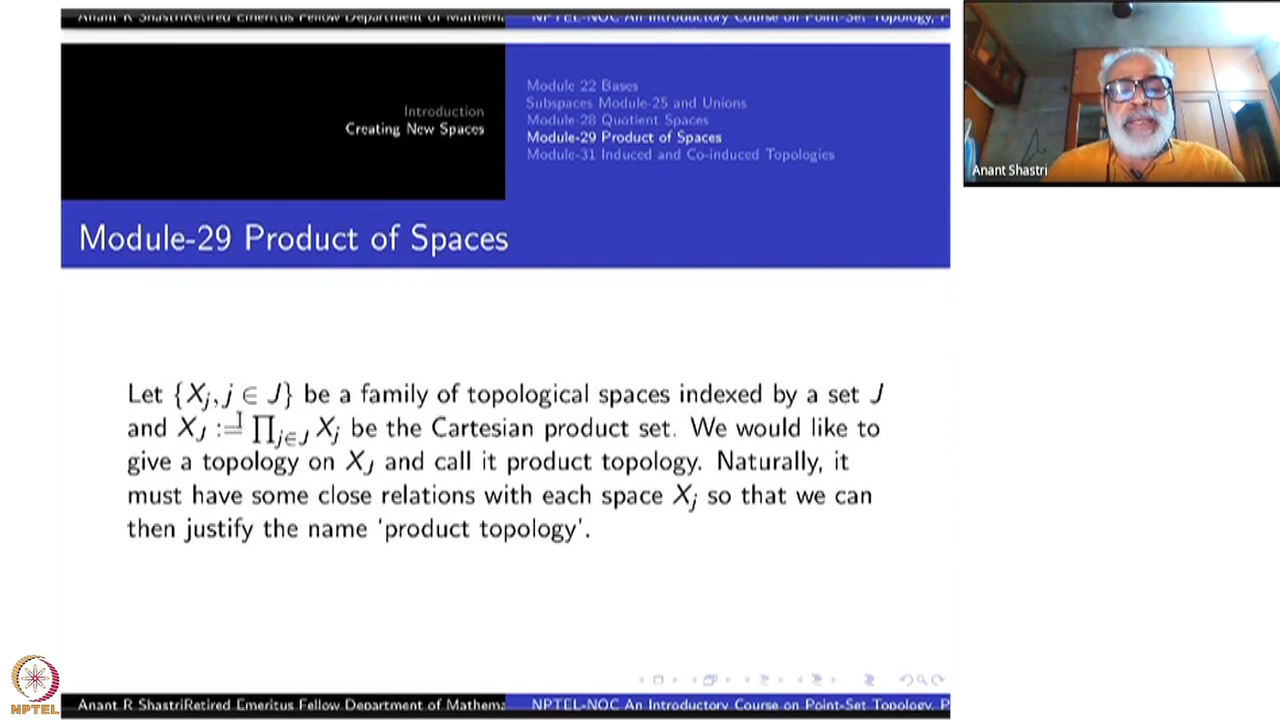 Anant R ShastriRetired Emeritus Fellow Department of Mathema NPTEL-NOC An Introductory Course on Point-Set Topology, P
Introduction
Creating New Spaces
Module 22 Bases
Subspaces Module-25 and Unions
Module-28 Quotient Spaces
Module-29 Product of Spaces
Module-31 Induced and Co-induced Topologies
Anant Shastri
Module-29 Product of Spaces
Let {X_j, j ∈ J} be a family of topological spaces indexed by a set J
and X_J := ∏_{j∈J} X_j be the Cartesian product set. We would like to
give a topology on X_J and call it product topology. Naturally, it
must have some close relations with each space X_j so that we can
then justify the name 'product topology'.
NPTEL
Anant R ShastriRetired Emeritus Fellow Department of Mathema NPTEL-NOC An Introductory Course on Point-Set Topology, P